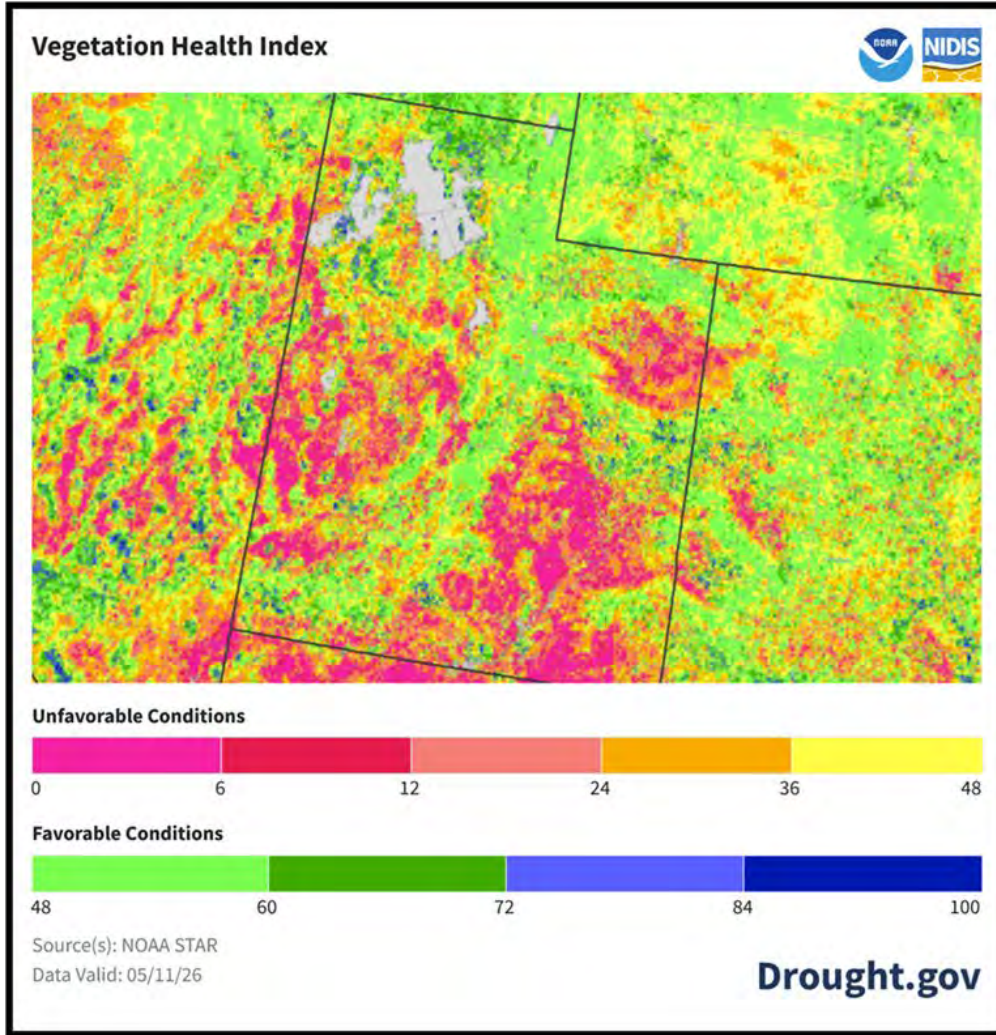 Vegetation Health Index
NOAA
NIDIS
Unfavorable Conditions
0 6 12 24 36 48
Favorable Conditions
48 60 72 84 100
Source(s): NOAA STAR
Data Valid: 05/11/26
Drought.gov